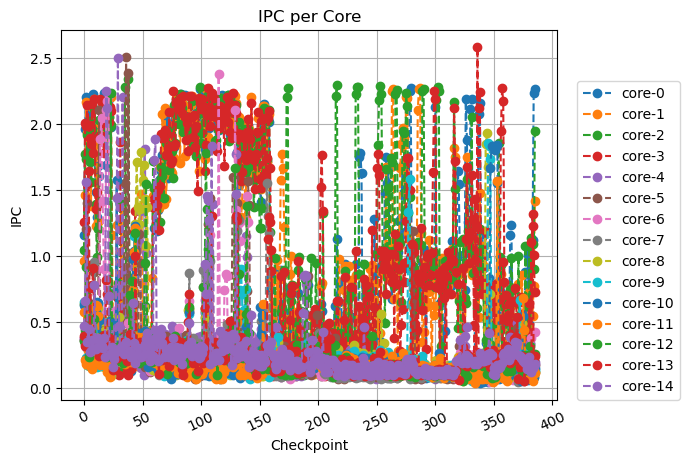 IPC per Core
IPC
2.5
2.0
1.5
1.0
0.5
0.0
0
50
100
150
200
250
300
350
400
Checkpoint
core-0
core-1
core-2
core-3
core-4
core-5
core-6
core-7
core-8
core-9
core-10
core-11
core-12
core-13
core-14